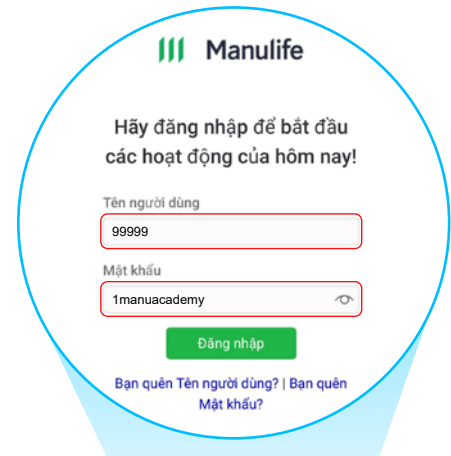 Manulife
Hãy đăng nhập để bắt đầu
các hoạt động của hôm nay!
Tên người dùng
99999
Mật khẩu
1manuacademy
Đăng nhập
Bạn quên Tên người dùng? | Bạn quên
Mật khẩu?